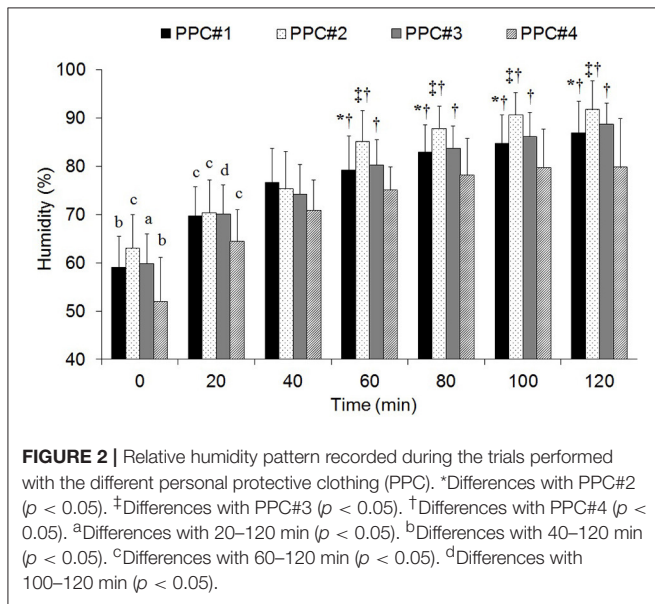 PPC#1 PPC#2 PPC#3 PPC#4
100
90
80
70
60
50
40
Humidity (%)
b c a b
c c d c
*† ‡† †
*† ‡† †
*† ‡† †
*† ‡† †
0 20 40 60 80 100 120
Time (min)
FIGURE 2 | Relative humidity pattern recorded during the trials performed
with the different personal protective clothing (PPC). *Differences with PPC#2
(p < 0.05). ‡Differences with PPC#3 (p < 0.05). †Differences with PPC#4 (p <
0.05). aDifferences with 20–120 min (p < 0.05). bDifferences with 40–120 min
(p < 0.05). cDifferences with 60–120 min (p < 0.05). dDifferences with
100–120 min (p < 0.05).